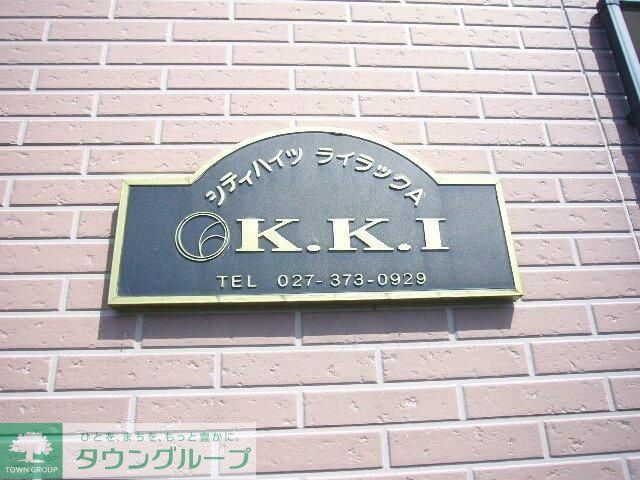 シティハイツ ライラックA
K.K.I
TEL 027-373-0929
ひとを、まちを、もっと豊かに。
TOWN GROUP
タウングループ